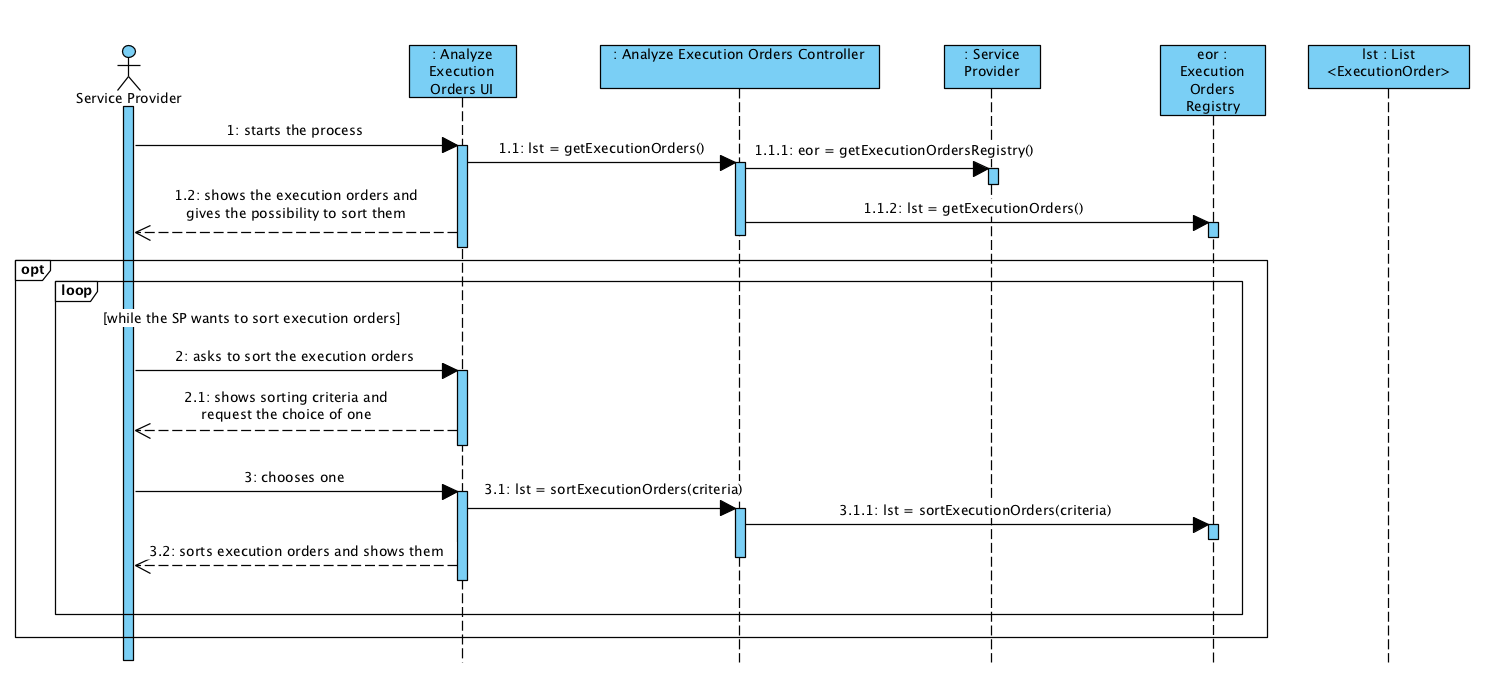 Service Provider
: Analyze
Execution
Orders UI
: Analyze Execution Orders Controller
: Service
Provider
eor :
Execution
Orders
Registry
lst : List
<ExecutionOrder>
1: starts the process
1.1: lst = getExecutionOrders()
1.1.1: eor = getExecutionOrdersRegistry()
1.2: shows the execution orders and
gives the possibility to sort them
1.1.2: lst = getExecutionOrders()
opt
loop
[while the SP wants to sort execution orders]
2: asks to sort the execution orders
2.1: shows sorting criteria and
request the choice of one
3: chooses one
3.1: lst = sortExecutionOrders(criteria)
3.1.1: lst = sortExecutionOrders(criteria)
3.2: sorts execution orders and shows them